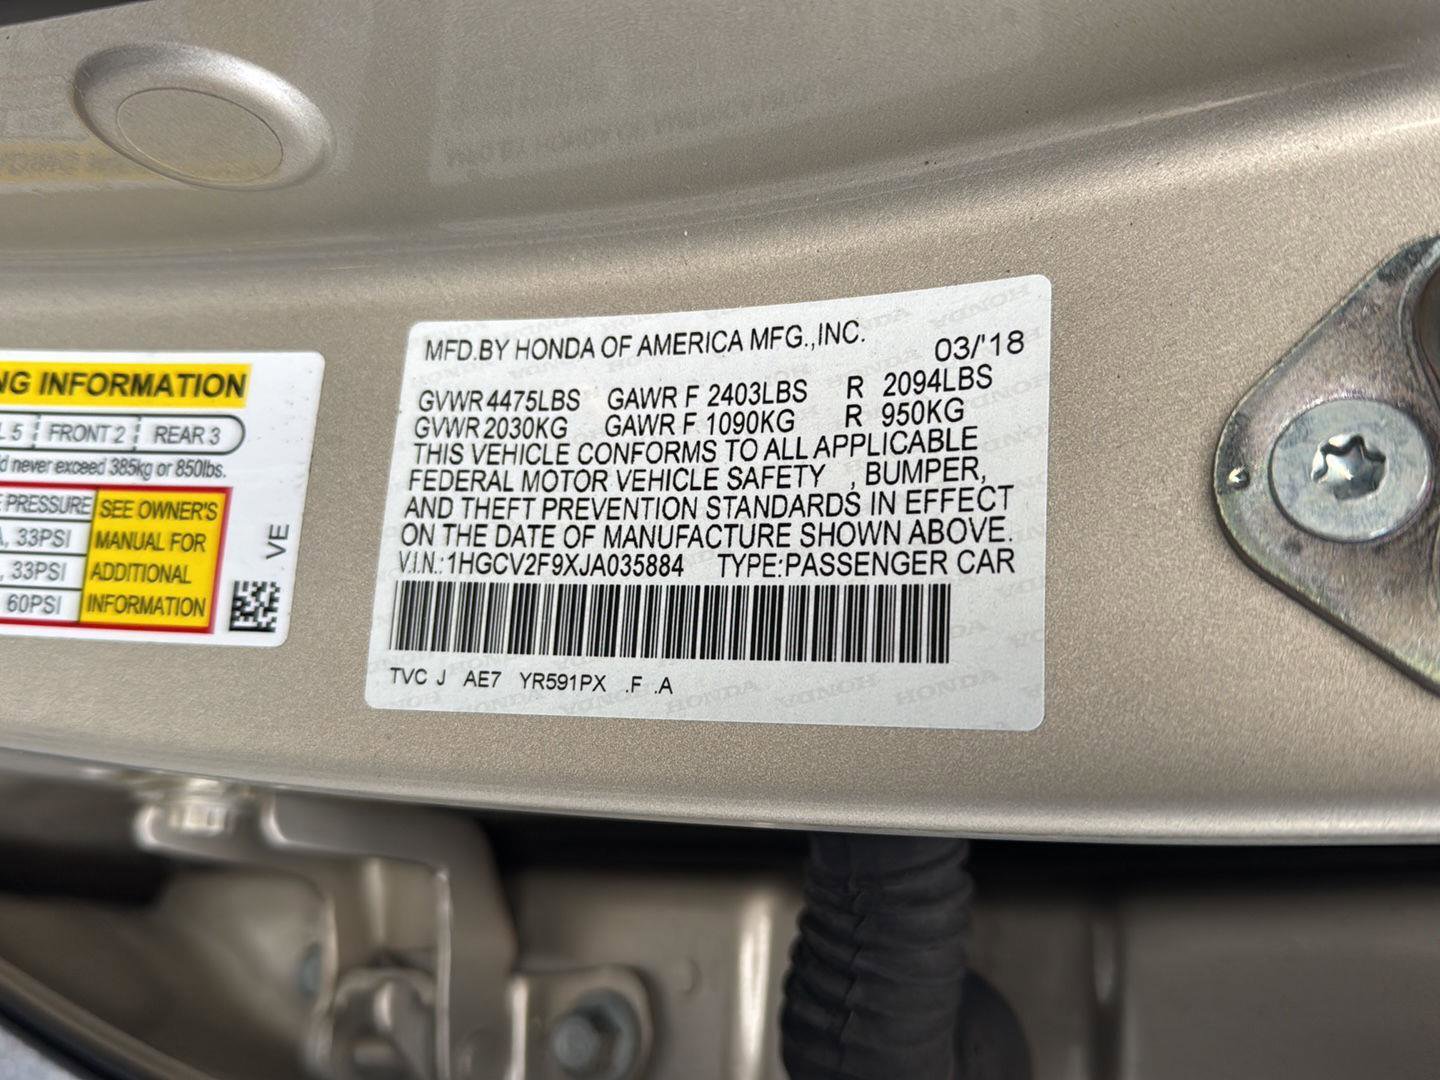 NG INFORMATION
L 5 FRONT 2 REAR 3
d never exceed 385kg or 850lbs.
PRESSURE SEE OWNER'S
33PSI MANUAL FOR
33PSI ADDITIONAL
60PSI INFORMATION
VE
MFD.BY HONDA OF AMERICA MFG.,INC. 03/'18
GVWR 4475LBS GAWR F 2403LBS R 2094LBS
GVWR 2030KG GAWR F 1090KG R 950KG
THIS VEHICLE CONFORMS TO ALL APPLICABLE
FEDERAL MOTOR VEHICLE SAFETY , BUMPER,
AND THEFT PREVENTION STANDARDS IN EFFECT
ON THE DATE OF MANUFACTURE SHOWN ABOVE.
V.I.N.:1HGCV2F9XJA035884 TYPE:PASSENGER CAR
TVC J AE7 YR591PX .F .A